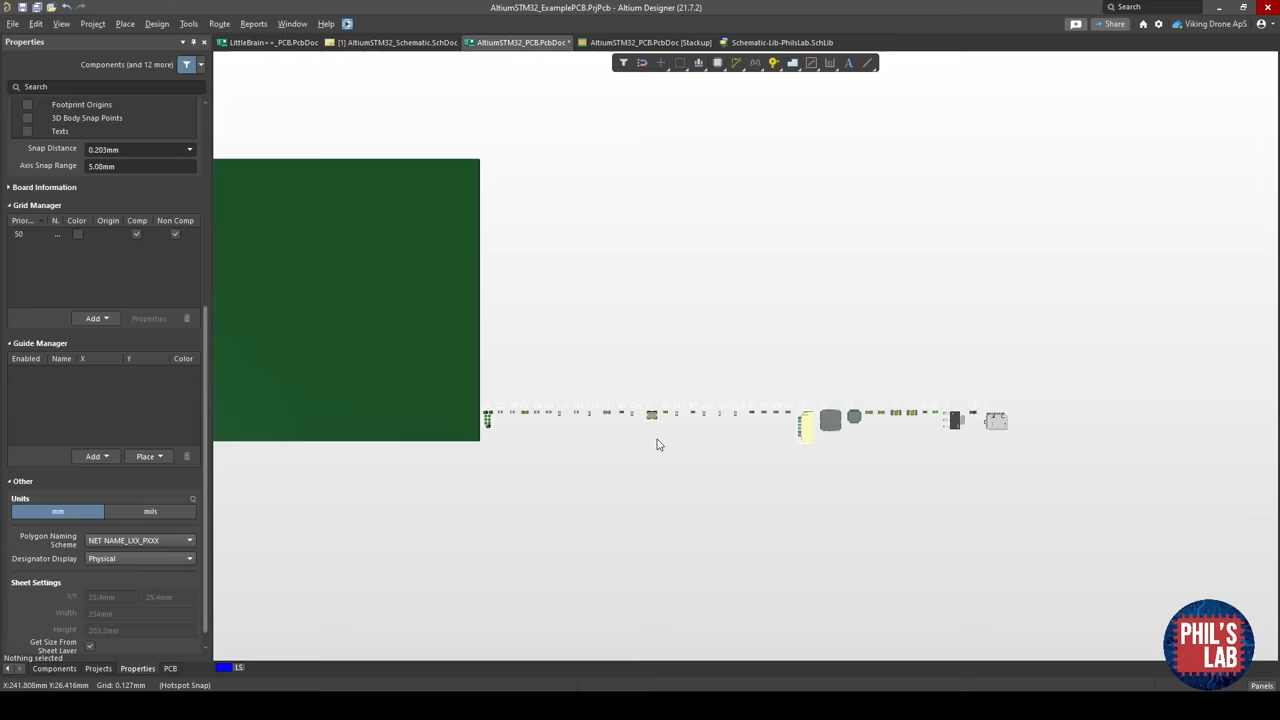 AltiumSTM32_ExamplePCB.PrjPcb - Altium Designer (21.7.2)
Search
File Edit View Project Place Design Tools Route Reports Window Help
Share
Viking Drone ApS
Properties
LittleBrain++_PCB.PcbDoc
[1] AltiumSTM32_Schematic.SchDoc
AltiumSTM32_PCB.PcbDoc *
AltiumSTM32_PCB.PcbDoc [Stackup]
Schematic-Lib-PhilsLab.SchLib
Components (and 12 more)
Search
Footprint Origins
3D Body Snap Points
Texts
Snap Distance 0.203mm
Axis Snap Range 5.08mm
Board Information
Grid Manager
Prior... N. Color Origin Comp Non Comp
50 ...
Add Properties
Guide Manager
Enabled Name X Y Color
Add Place
Other
Units
mm mils
Polygon Naming Scheme NET NAME_LXX_PXXX
Designator Display Physical
Sheet Settings
X/Y 25.4mm 25.4mm
Width 254mm
Height 203.2mm
Get Size From Sheet Layer
Nothing selected
Components Projects Properties PCB
LS
X:241.808mm Y:26.416mm Grid: 0.127mm (Hotspot Snap)
Panels
PHIL'S
LAB